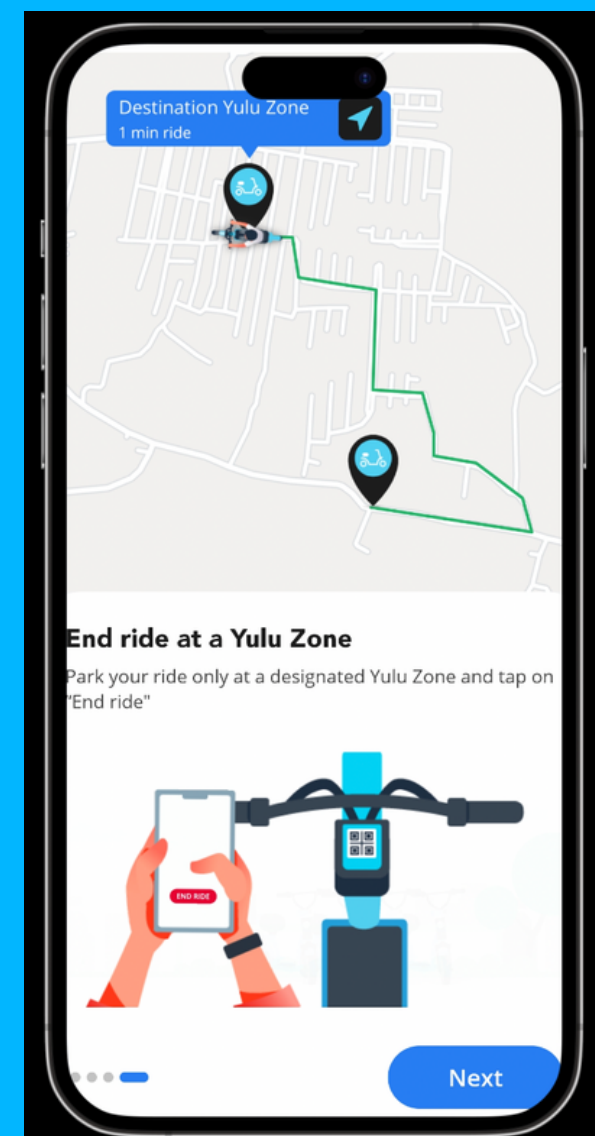 Destination Yulu Zone
1 min ride
End ride at a Yulu Zone
Park your ride only at a designated Yulu Zone and tap on
"End ride"
END RIDE
Next